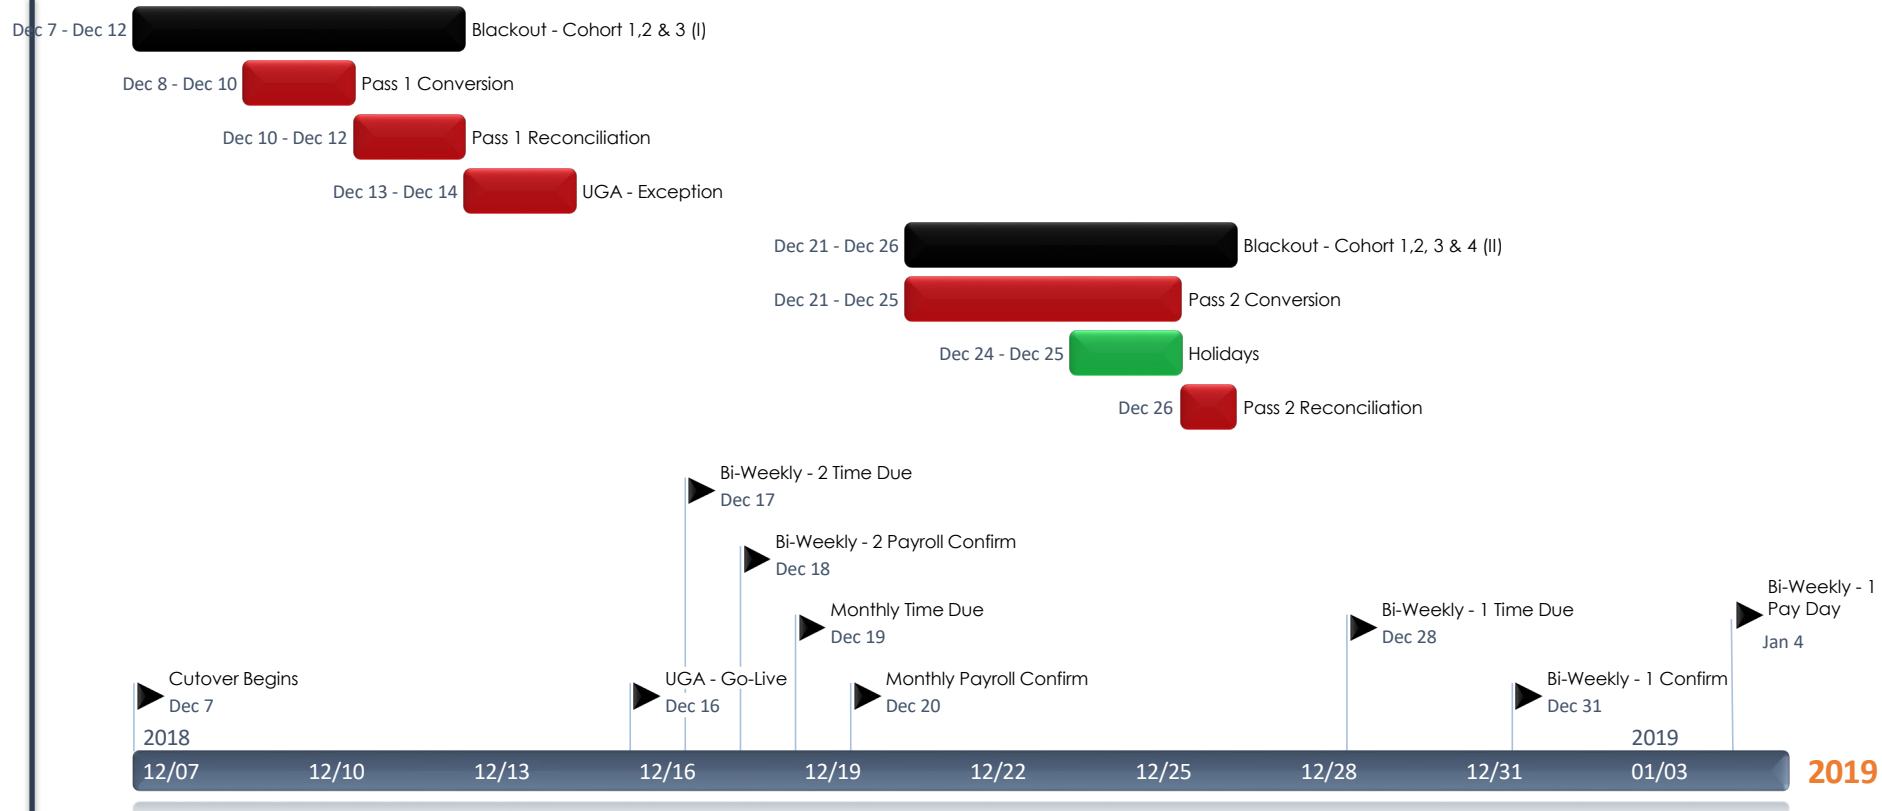 Dec 7 - Dec 12
Blackout - Cohort 1,2 & 3 (I)
Dec 8 - Dec 10
Pass 1 Conversion
Dec 10 - Dec 12
Pass 1 Reconciliation
Dec 13 - Dec 14
UGA - Exception
Dec 21 - Dec 26
Blackout - Cohort 1,2, 3 & 4 (II)
Dec 21 - Dec 25
Pass 2 Conversion
Dec 24 - Dec 25
Holidays
Dec 26
Pass 2 Reconciliation
Bi-Weekly - 2 Time Due
Dec 17
Bi-Weekly - 2 Payroll Confirm
Dec 18
Monthly Time Due
Dec 19
Bi-Weekly - 1 Time Due
Dec 28
Bi-Weekly - 1
Pay Day
Jan 4
Cutover Begins
Dec 7
UGA - Go-Live
Dec 16
Monthly Payroll Confirm
Dec 20
Bi-Weekly - 1 Confirm
Dec 31
2018
2019
12/07
12/10
12/13
12/16
12/19
12/22
12/25
12/28
12/31
01/03
2019